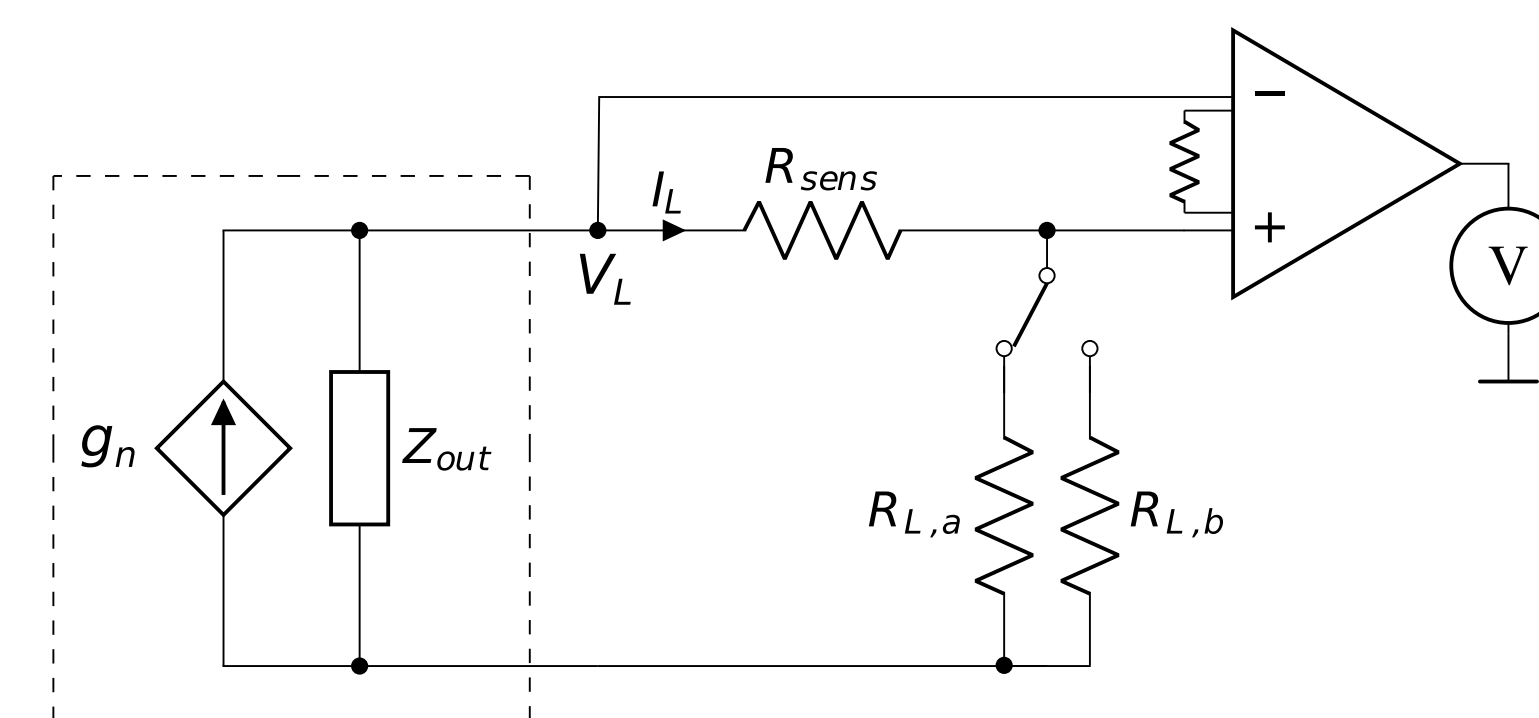 −
R_sens
I_L
+
V_L
V
g_n
Z_out
R_L,a
R_L,b